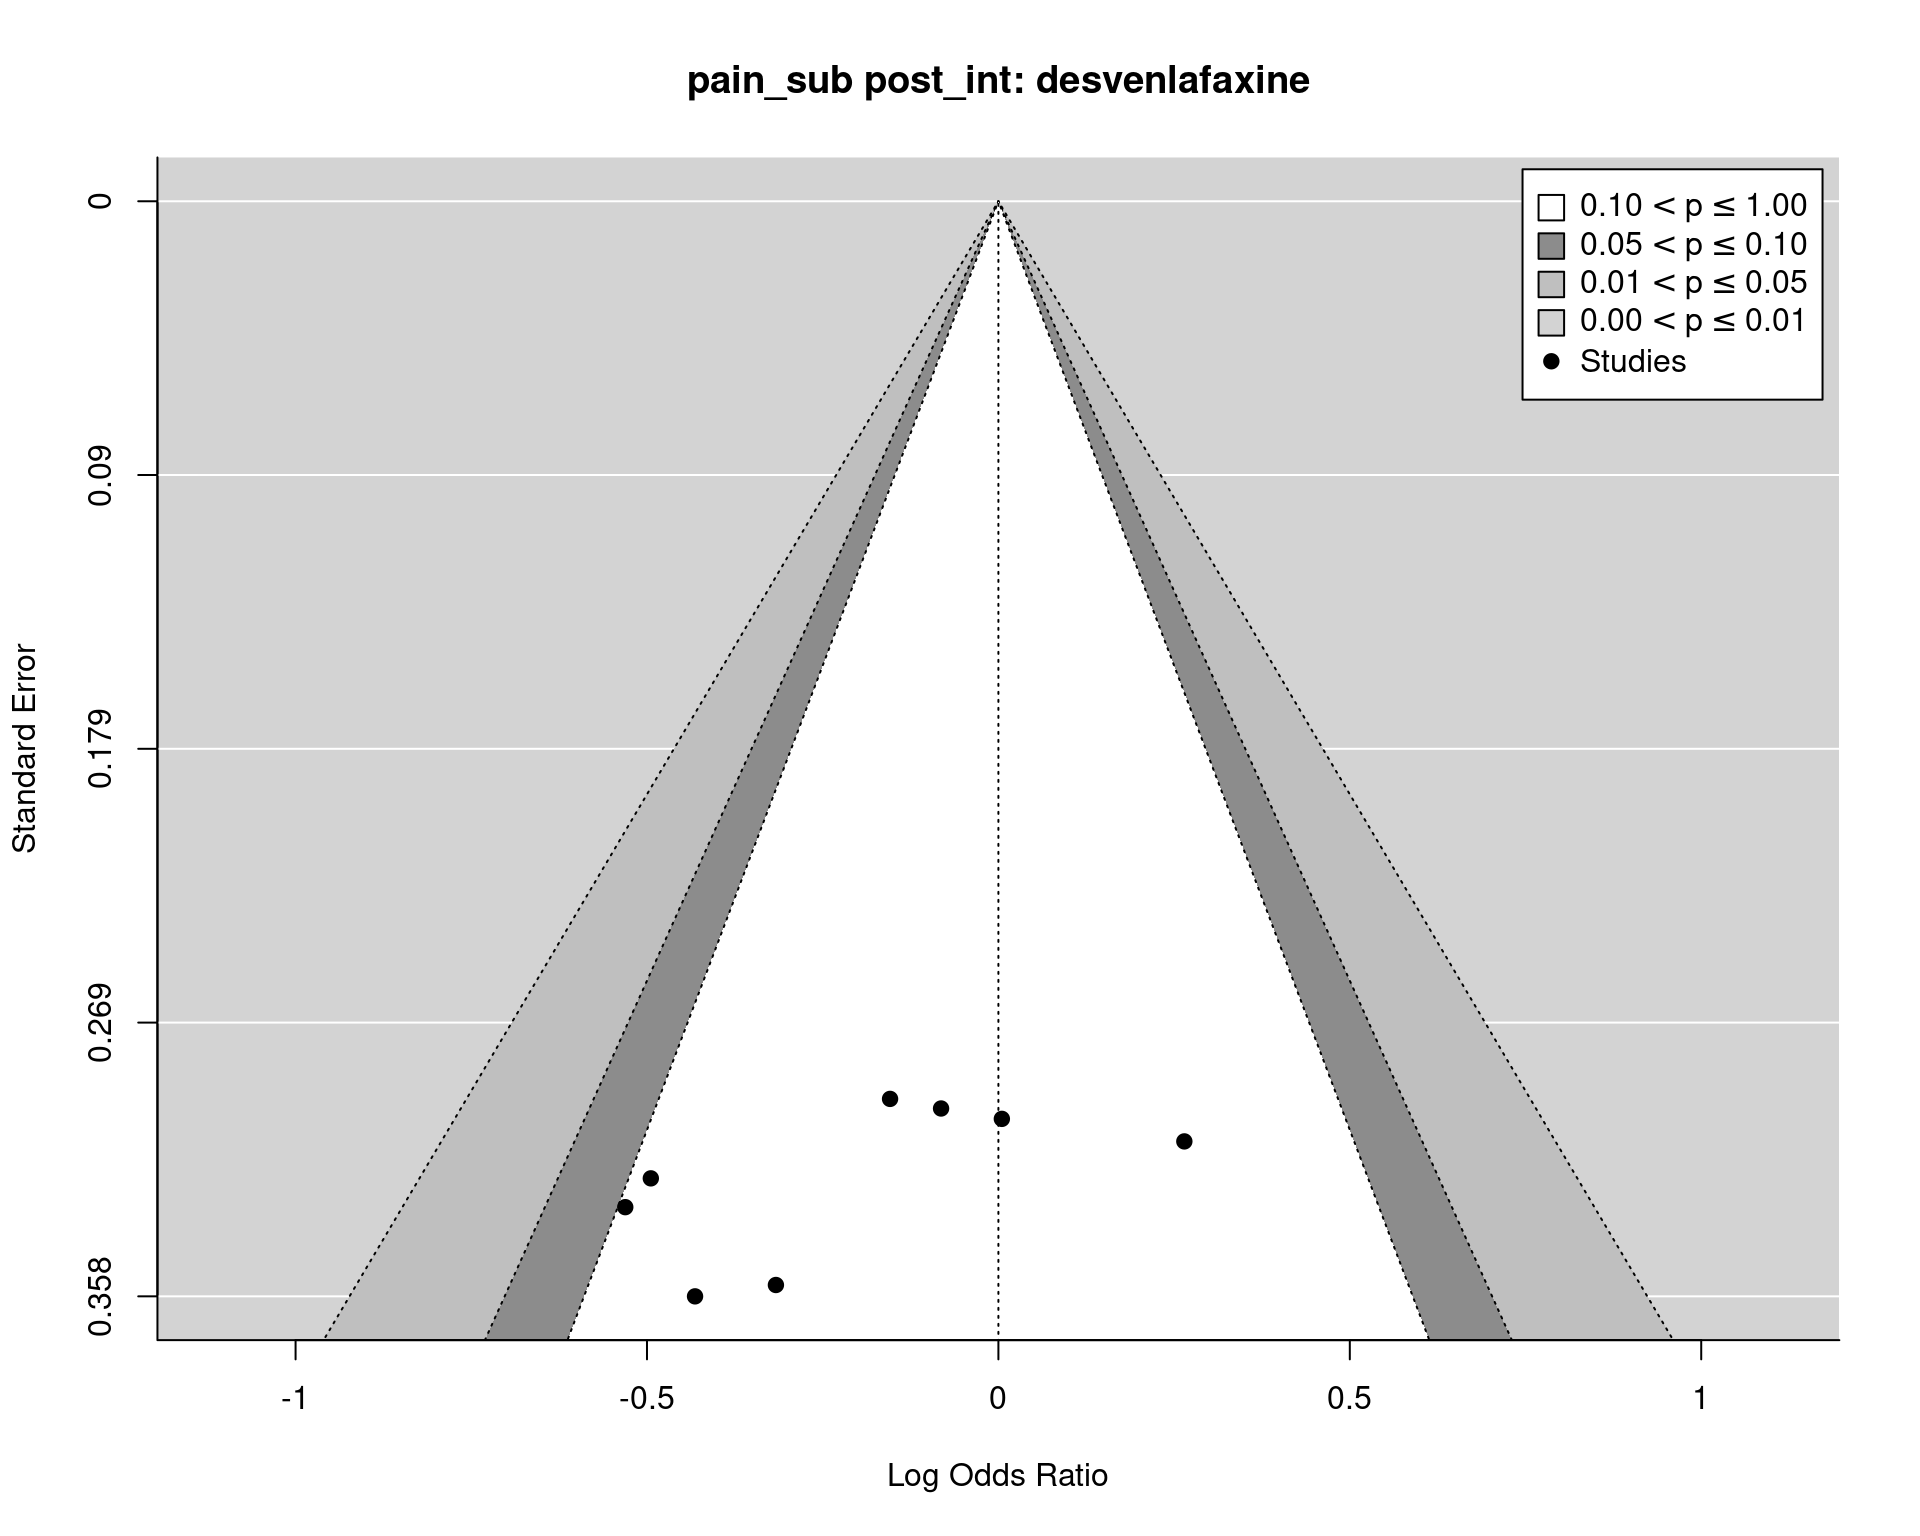 pain_sub post_int: desvenlafaxine
0.10 < p ≤ 1.00
0.05 < p ≤ 0.10
0.01 < p ≤ 0.05
0.00 < p ≤ 0.01
Studies
Standard Error
0
0.09
0.179
0.269
0.358
-1
-0.5
0
0.5
1
Log Odds Ratio